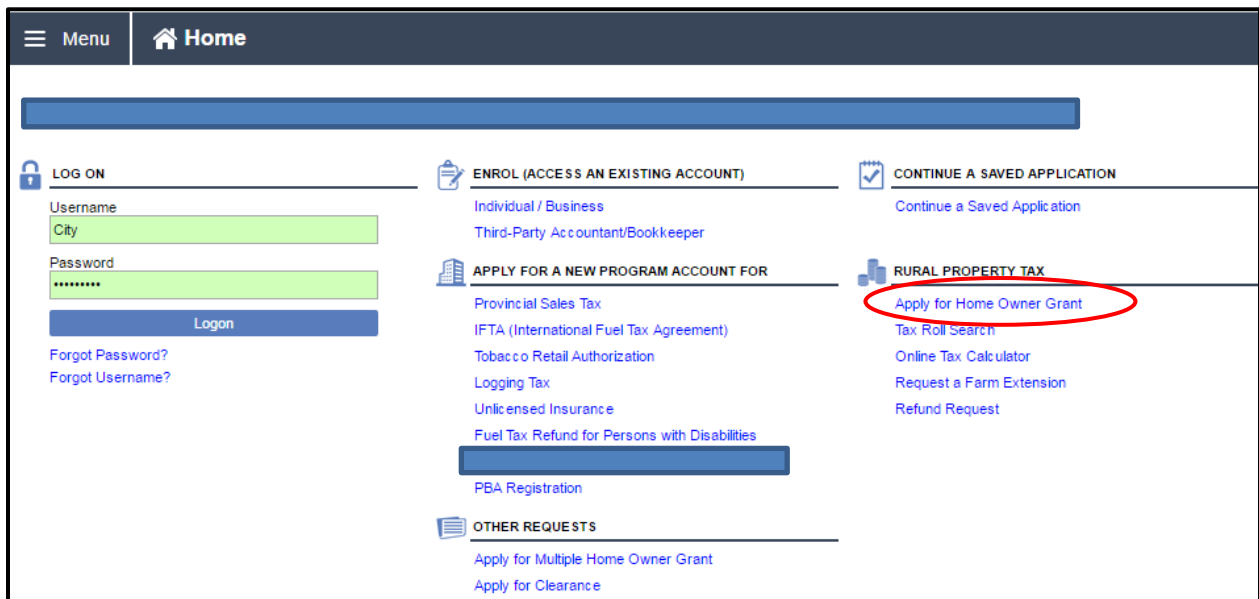 Menu
Home
LOG ON
Username
City
Password
•••••••••
Logon
Forgot Password?
Forgot Username?
ENROL (ACCESS AN EXISTING ACCOUNT)
Individual / Business
Third-Party Accountant/Bookkeeper
APPLY FOR A NEW PROGRAM ACCOUNT FOR
Provincial Sales Tax
IFTA (International Fuel Tax Agreement)
Tobacco Retail Authorization
Logging Tax
Unlicensed Insurance
Fuel Tax Refund for Persons with Disabilities
PBA Registration
OTHER REQUESTS
Apply for Multiple Home Owner Grant
Apply for Clearance
CONTINUE A SAVED APPLICATION
Continue a Saved Application
RURAL PROPERTY TAX
Apply for Home Owner Grant
Tax Roll Search
Online Tax Calculator
Request a Farm Extension
Refund Request